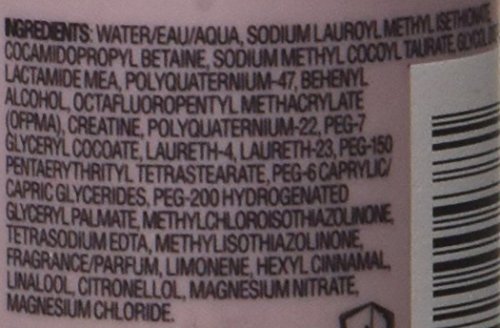 INGREDIENTS: WATER/EAU/AQUA, SODIUM LAUROYL METHYL ISETHIONATE,
COCAMIDOPROPYL BETAINE, SODIUM METHYL COCOYL TAURATE,
LACTAMIDE MEA, POLYQUATERNIUM-47, BEHENYL
ALCOHOL, OCTAFLUOROPENTYL METHACRYLATE
(OFPMA), CREATINE, POLYQUATERNIUM-22, PEG-7
GLYCERYL COCOATE, LAURETH-4, LAURETH-23, PEG-150
PENTAERYTHRITYL TETRASTEARATE, PEG-6 CAPRYLIC/
CAPRIC GLYCERIDES, PEG-200 HYDROGENATED
GLYCERYL PALMATE, METHYLCHLOROISOTHIAZOLINONE,
TETRASODIUM EDTA, METHYLISOTHIAZOLINONE,
FRAGRANCE/PARFUM, LIMONENE, HEXYL CINNAMAL,
LINALOOL, CITRONELLOL, MAGNESIUM NITRATE,
MAGNESIUM CHLORIDE.